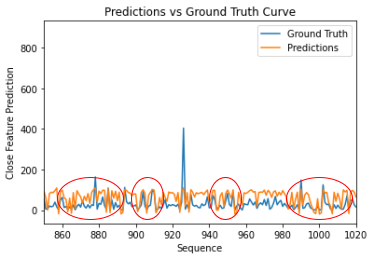 Predictions vs Ground Truth Curve
Ground Truth
Predictions
Close Feature Prediction
800
600
400
200
0
860 880 900 920 940 960 980 1000 1020
Sequence